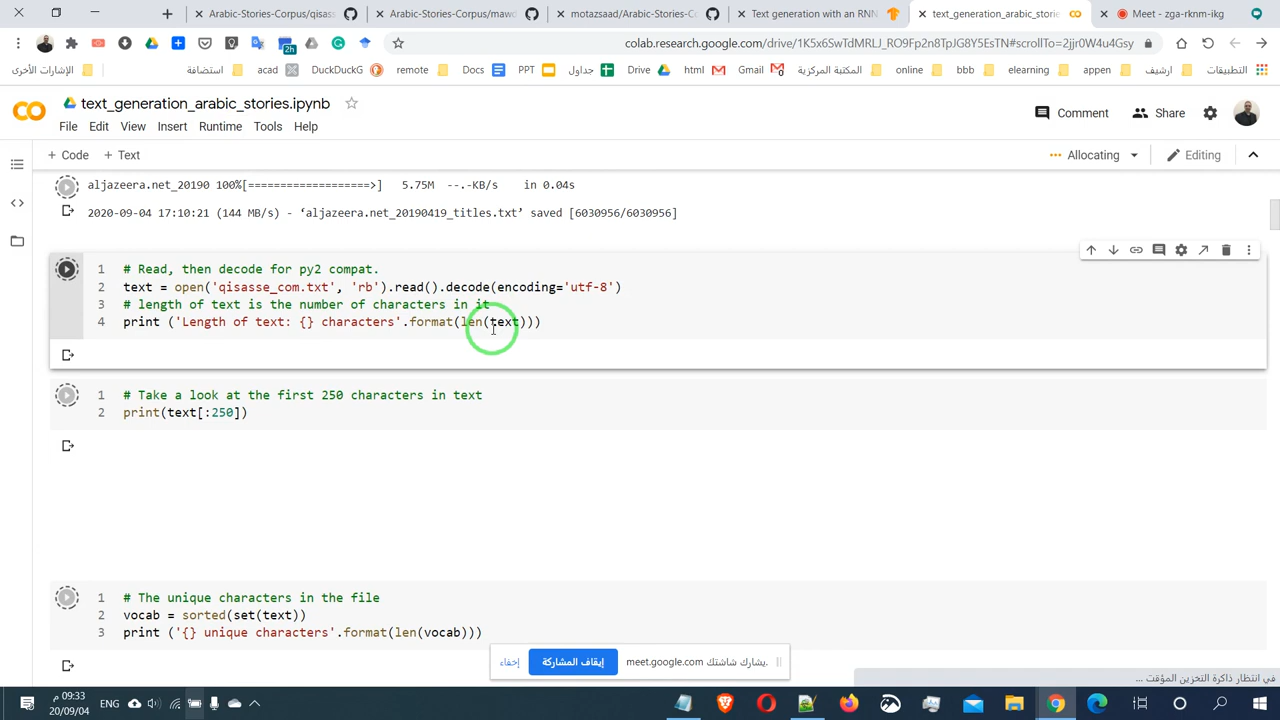 Arabic-Stories-Corpus/qisas
Arabic-Stories-Corpus/mawd
motazsaad/Arabic-Stories-Co
Text generation with an RNN
text_generation_arabic_storie
Meet - zga-rknm-ikg
2h
colab.research.google.com/drive/1K5x6SwTdMRLJ_RO9Fp2n8TpJG8Y5EsTN#scrollTo=2jjr0W4u4Gsy
الإشارات الأخرى
استضافة
acad
DuckDuckG
remote
Docs
PPT
جداول
Drive
html
Gmail
المكتبة المركزية
online
bbb
elearning
appen
ارشيف
التطبيقات
text_generation_arabic_stories.ipynb
File Edit View Insert Runtime Tools Help
Comment
Share
+ Code + Text
Allocating
Editing
aljazeera.net_20190 100%[===================>] 5.75M --.-KB/s in 0.04s
2020-09-04 17:10:21 (144 MB/s) - ‘aljazeera.net_20190419_titles.txt’ saved [6030956/6030956]
1 # Read, then decode for py2 compat.
2 text = open('qisasse_com.txt', 'rb').read().decode(encoding='utf-8')
3 # length of text is the number of characters in it
4 print ('Length of text: {} characters'.format(len(text)))
1 # Take a look at the first 250 characters in text
2 print(text[:250])
1 # The unique characters in the file
2 vocab = sorted(set(text))
3 print ('{} unique characters'.format(len(vocab)))
إخفاء
إيقاف المشاركة
يشارك شاشتك meet.google.com.
في انتظار ذاكرة التخزين المؤقت ...
09:33 م
20/09/04
ENG